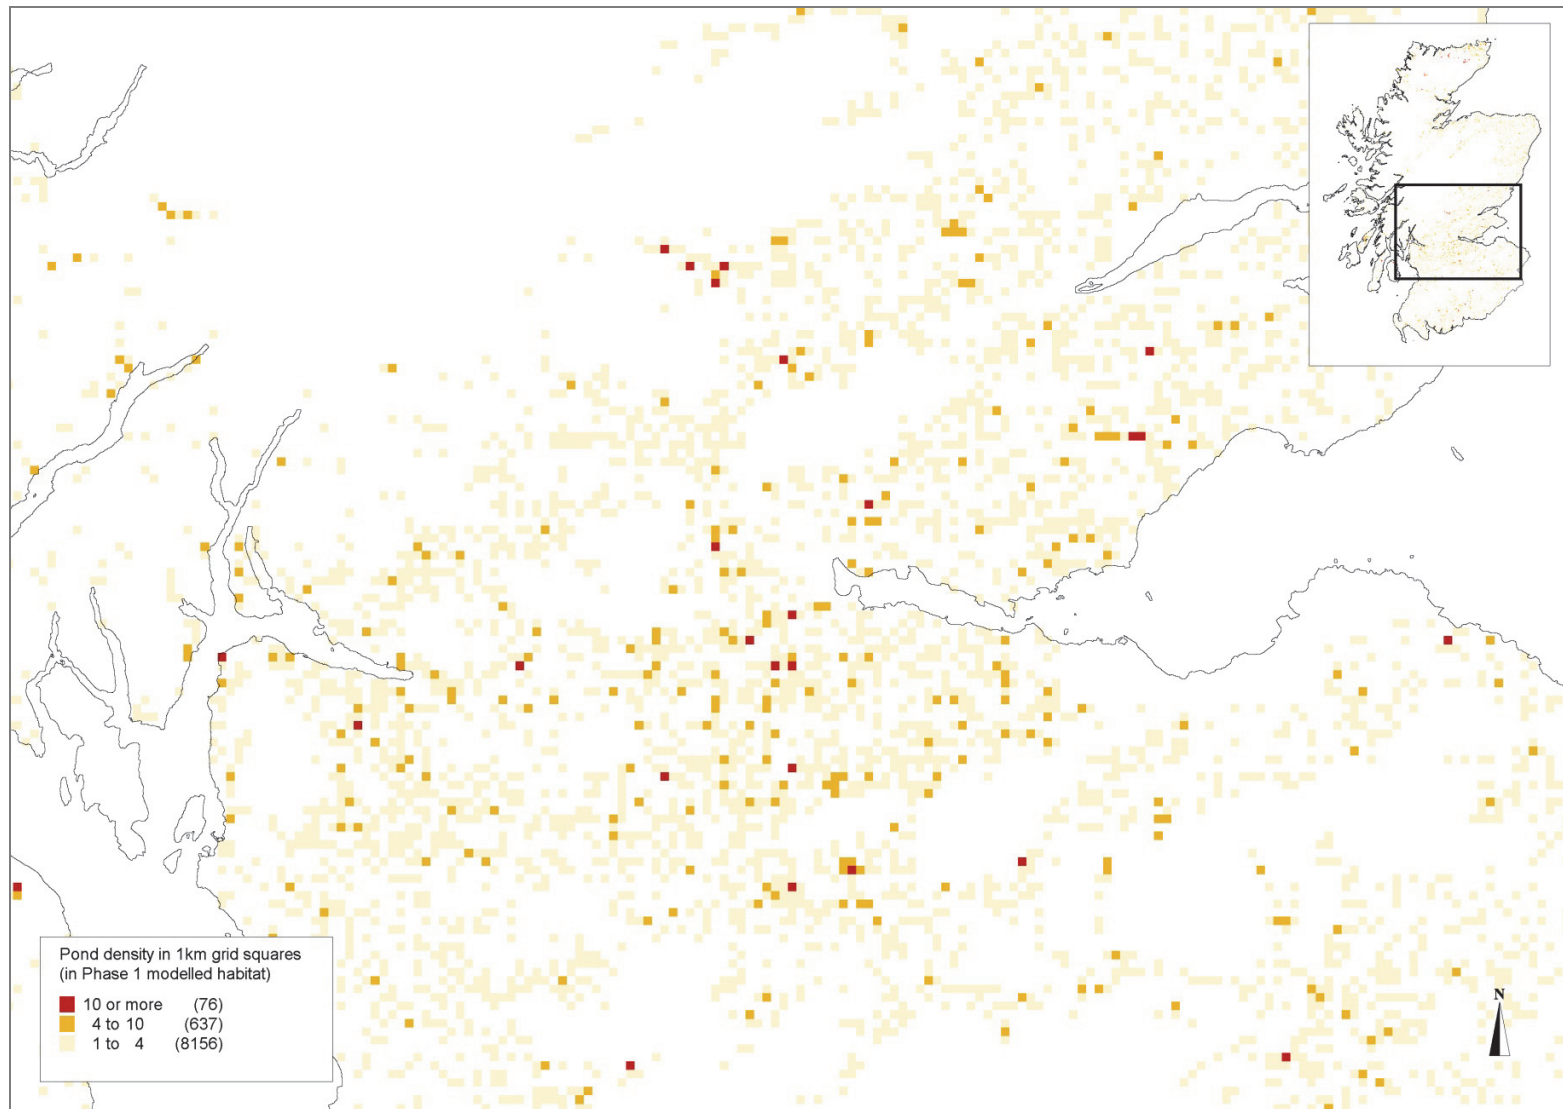 N
Pond density in 1km grid squares
(in Phase 1 modelled habitat)
10 or more (76)
4 to 10 (637)
1 to 4 (8156)